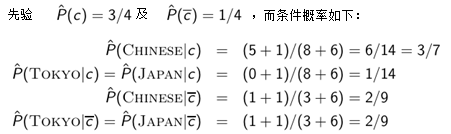 先验 P̂(c) = 3/4 及 P̂(c̅) = 1/4 ，而条件概率如下：
P̂(CHINESE|c) = (5 + 1)/(8 + 6) = 6/14 = 3/7
P̂(TOKYO|c) = P̂(JAPAN|c) = (0 + 1)/(8 + 6) = 1/14
P̂(CHINESE|c̅) = (1 + 1)/(3 + 6) = 2/9
P̂(TOKYO|c̅) = P̂(JAPAN|c̅) = (1 + 1)/(3 + 6) = 2/9